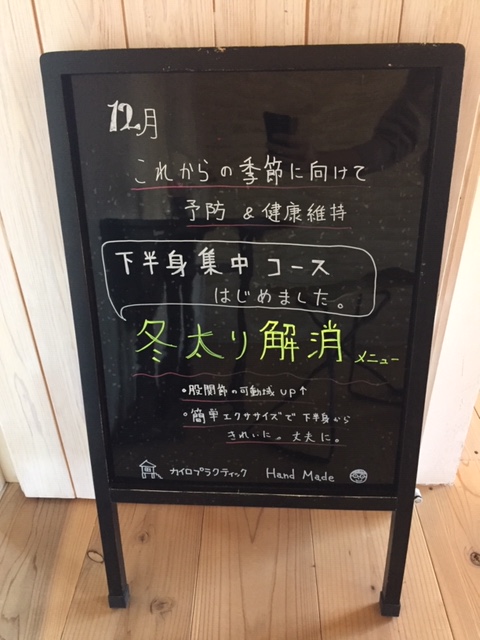 12月
これからの季節に向けて
予防 & 健康維持
下半身集中コース
はじめました。
冬太り解消 メニュー
・股関節の可動域 UP↑
・簡単エクササイズで下半身から
きれいに。丈夫に。
カイロプラクティック Hand Made